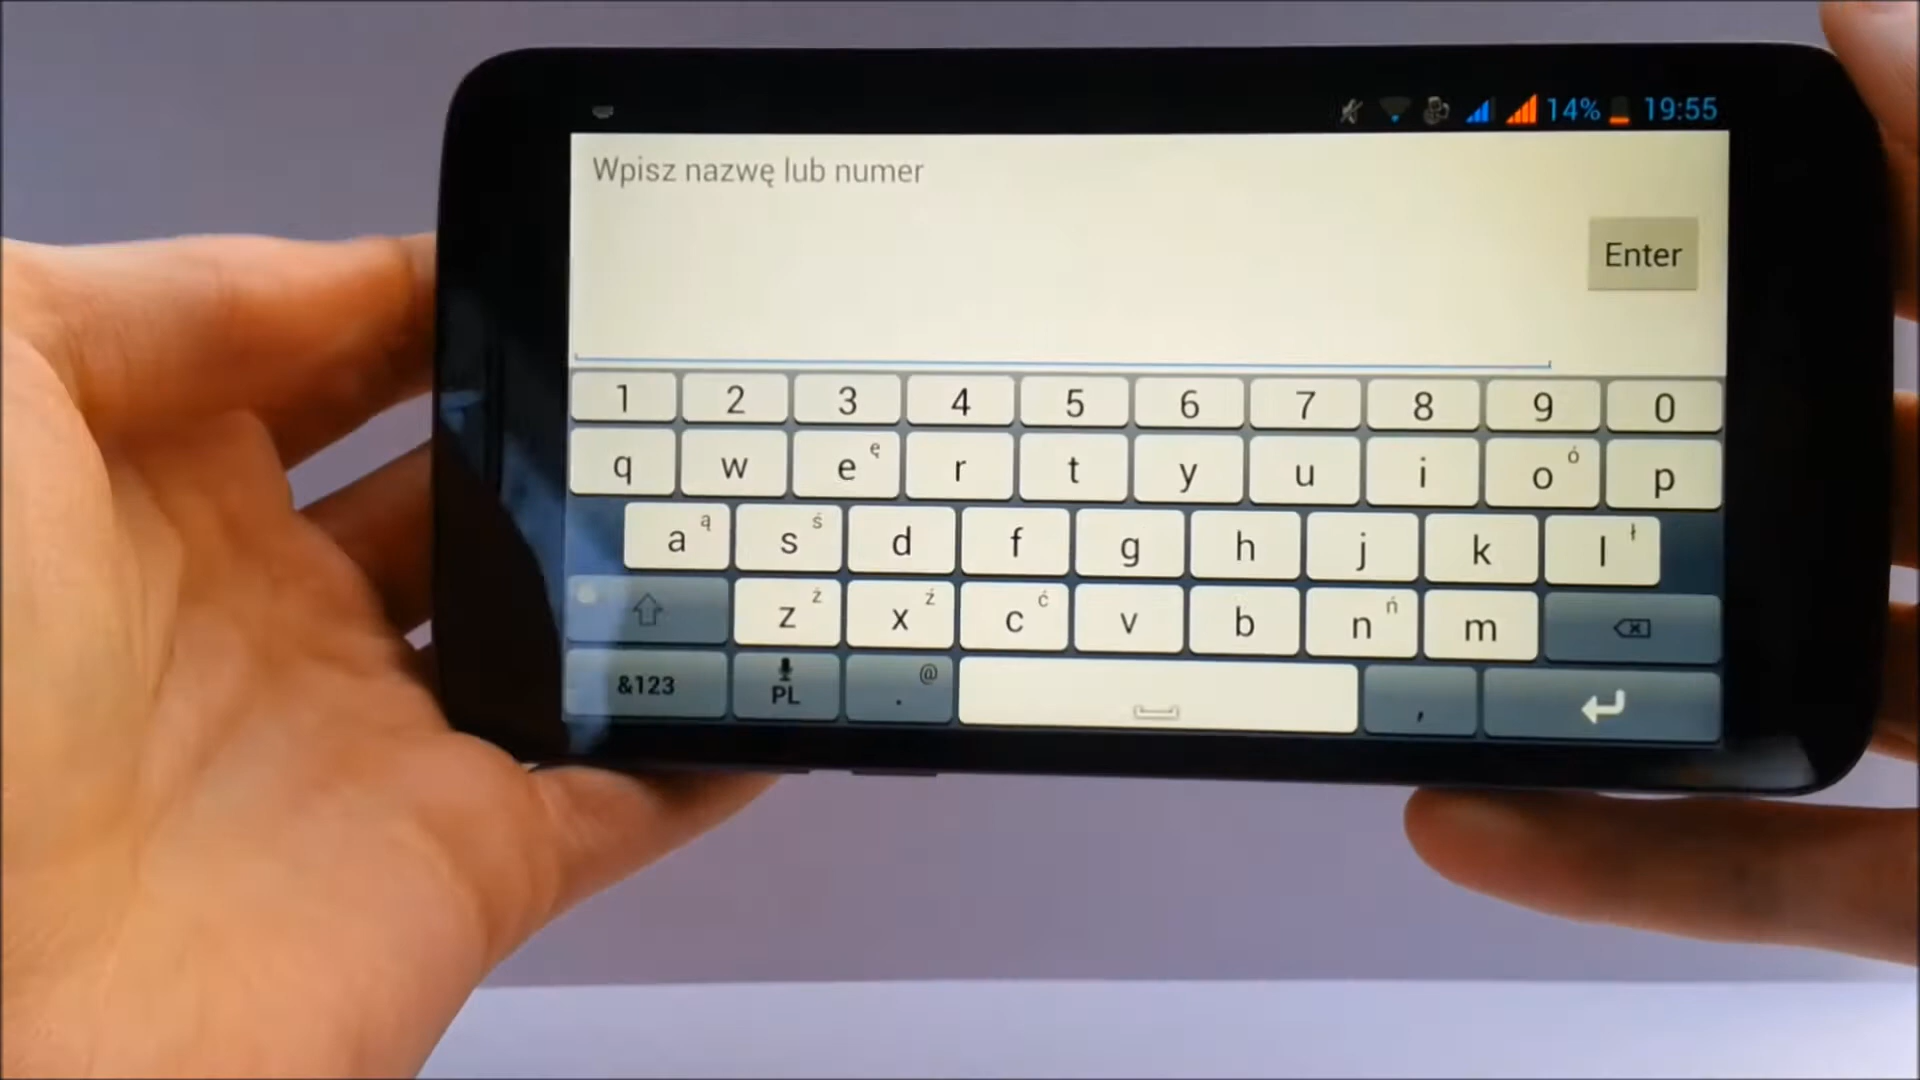 14% 19:55
Wpisz nazwę lub numer
Enter
1 2 3 4 5 6 7 8 9 0
q w e ę r t y u i o ó p
a ą s ś d f g h j k l ł
z ż x ź c ć v b n ń m
&123 PL . @ ,